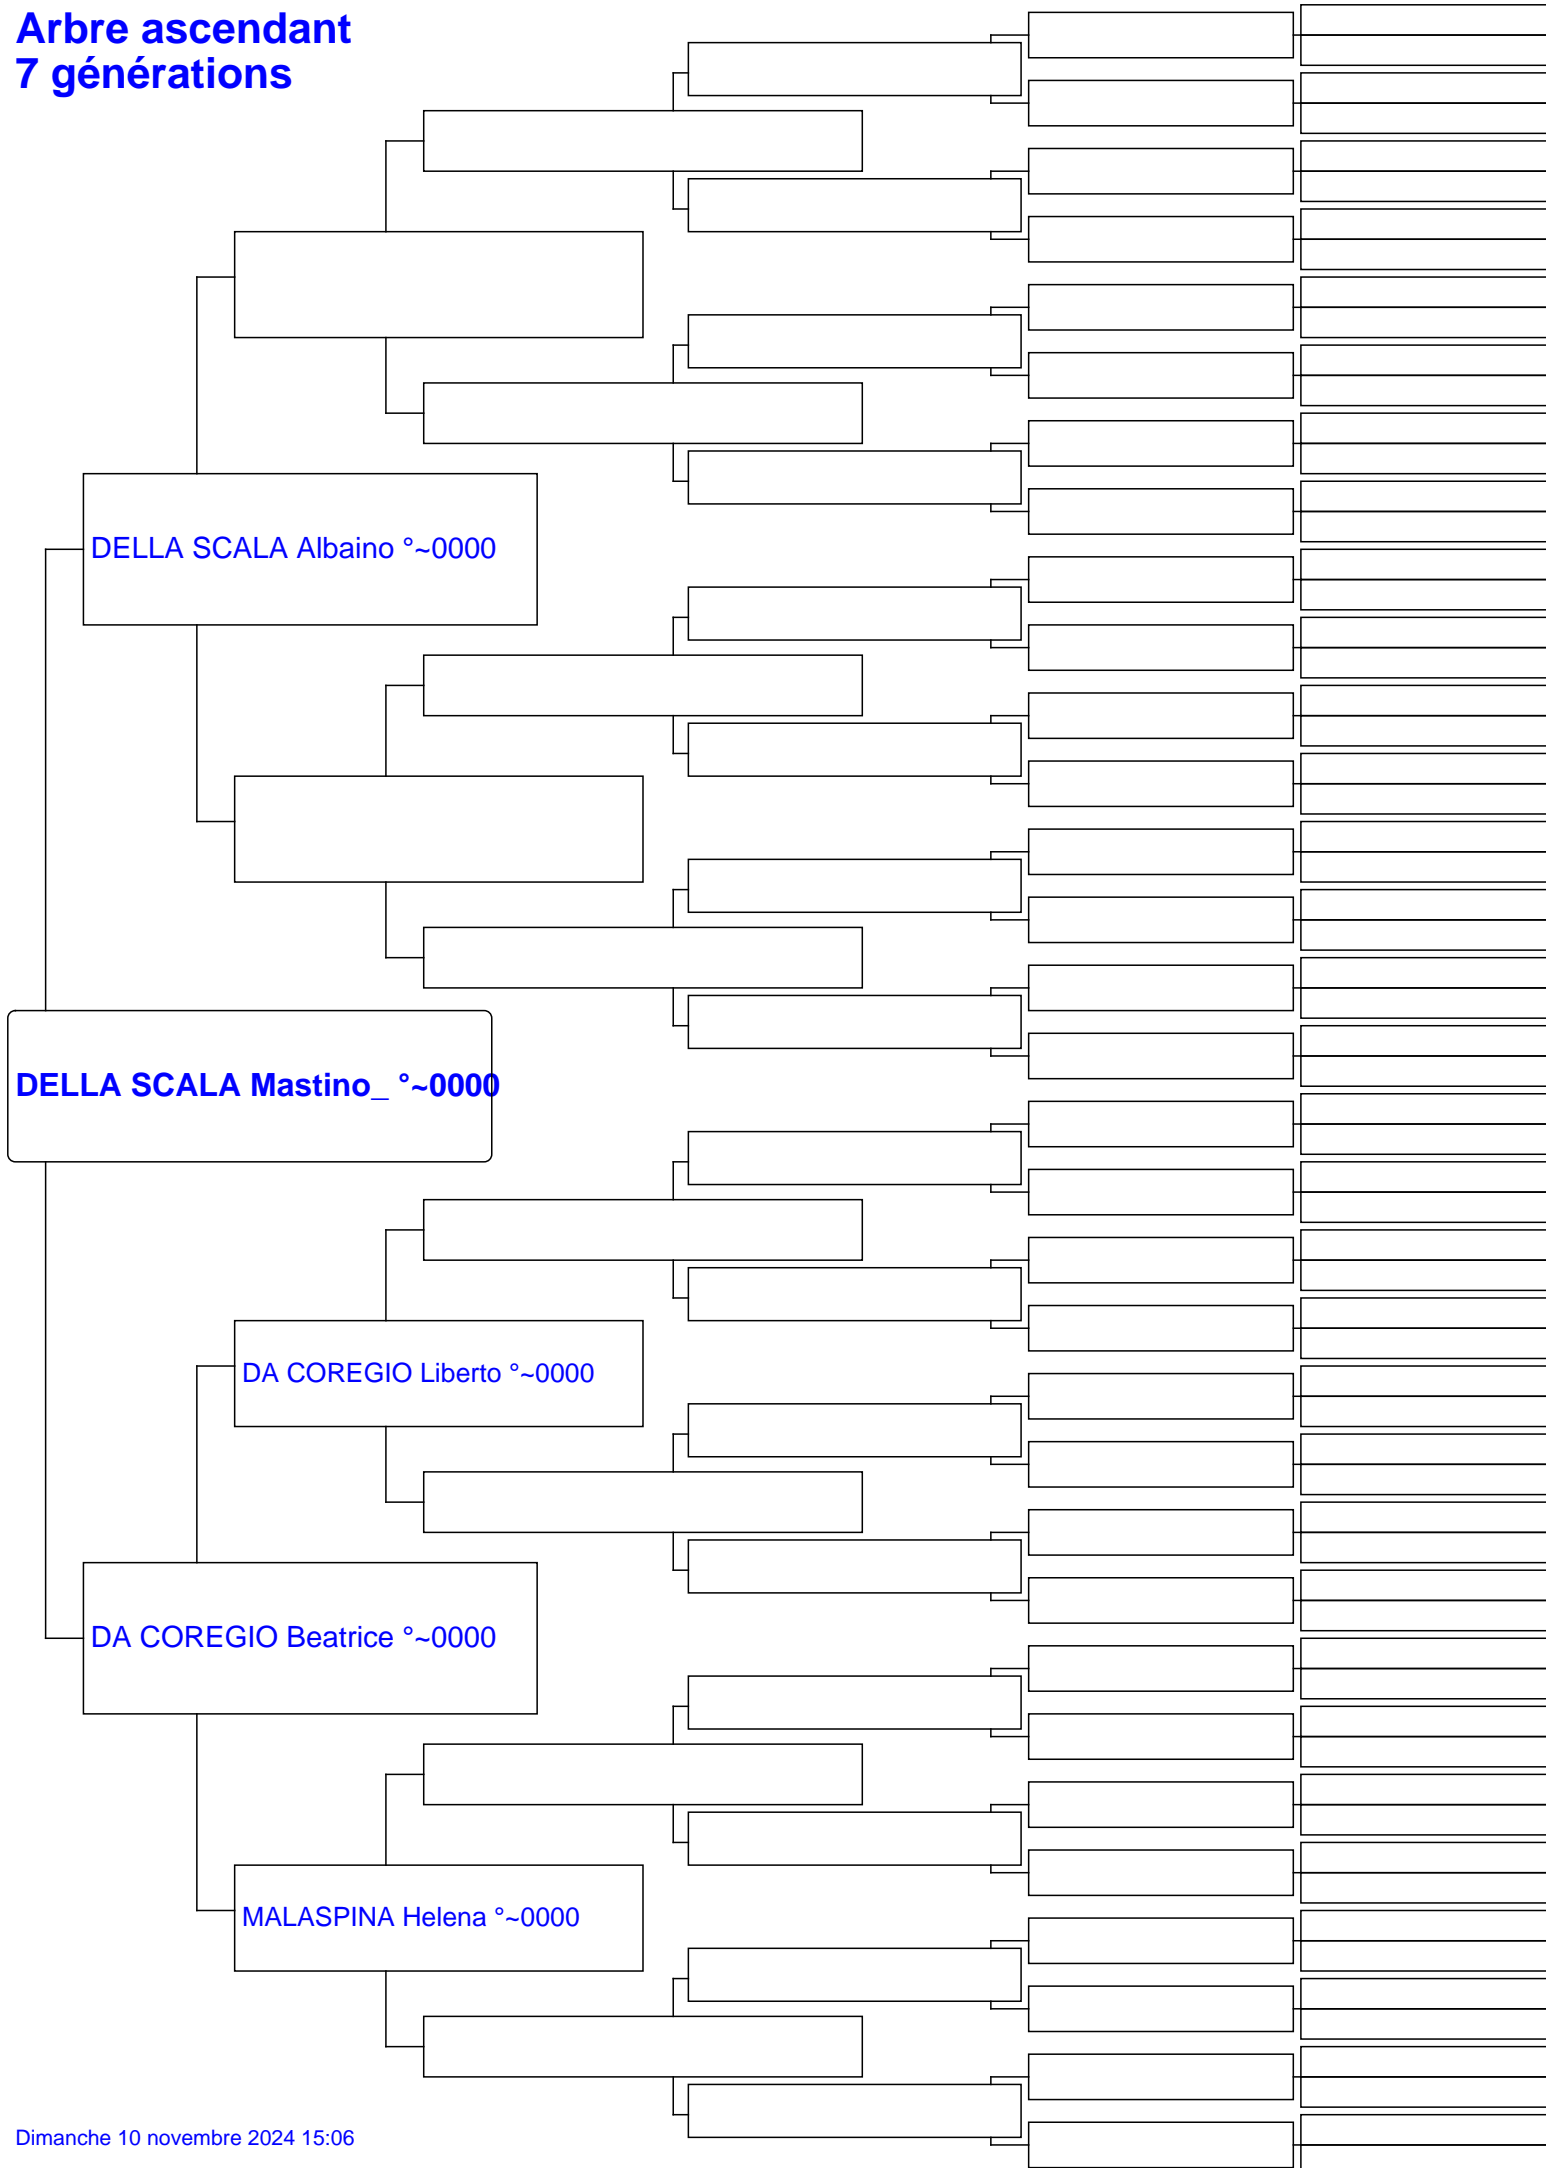 Arbre ascendant
7 générations
DELLA SCALA Albaino °~0000
DELLA SCALA Mastino_ °~0000
DA COREGIO Liberto °~0000
DA COREGIO Beatrice °~0000
MALASPINA Helena °~0000
Dimanche 10 novembre 2024 15:06